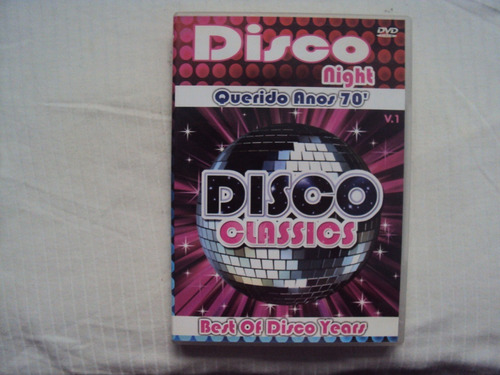 Disco
DVD
Night
Querido Anos 70'
V.1
DISCO
CLASSICS
Best Of Disco Years